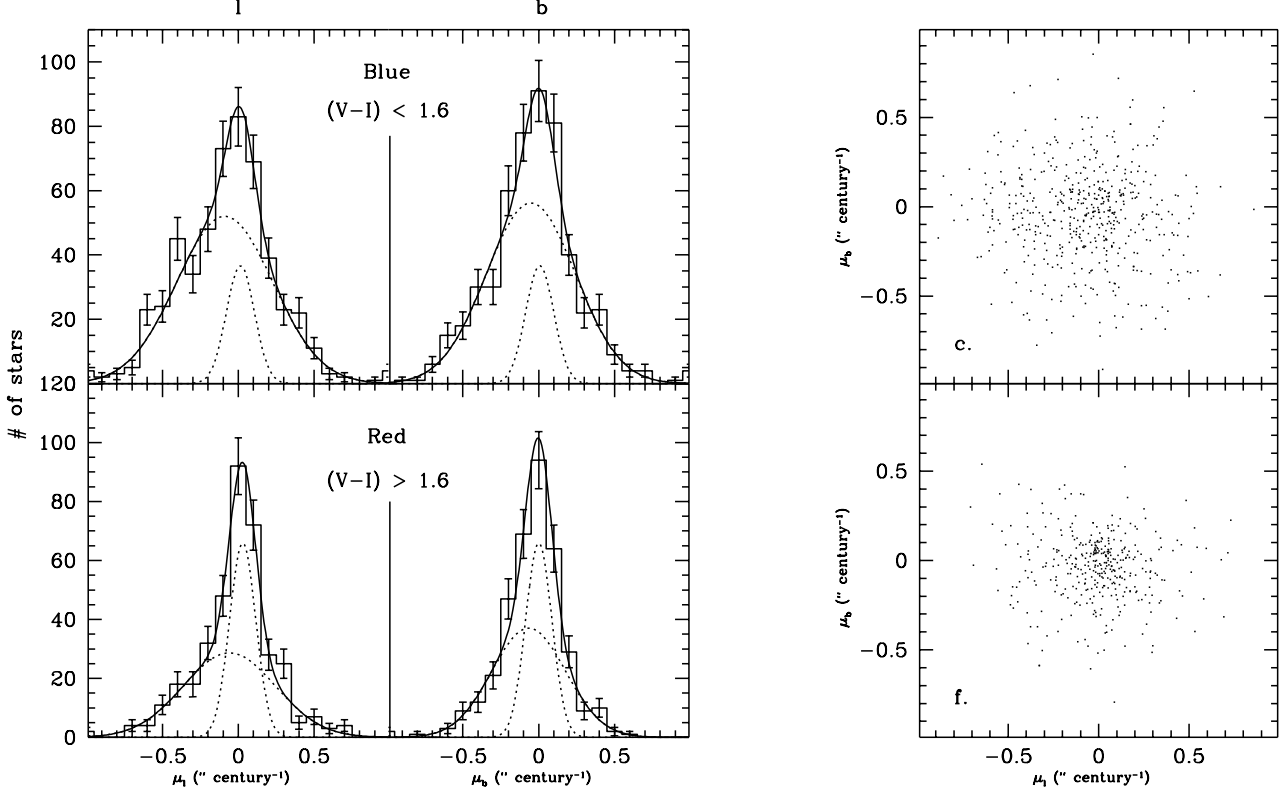 l b
100
80
60
40
20
120
100
80
60
40
20
0
# of stars
Blue
(V−I) < 1.6
Red
(V−I) > 1.6
−0.5 0 0.5 −0.5 0 0.5
μl (" century⁻¹) μb (" century⁻¹)
0.5
0
−0.5
μb (" century⁻¹)
c.
0.5
0
−0.5
μb (" century⁻¹)
f.
−0.5 0 0.5
μl (" century⁻¹)